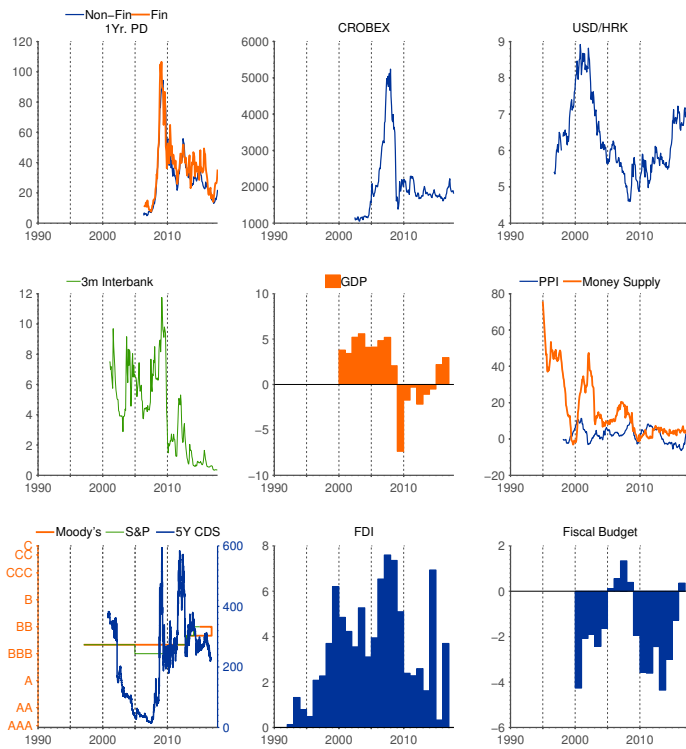 Non-Fin Fin
1Yr. PD
CROBEX
USD/HRK
120
100
80
60
40
20
0
1990 2000 2010
6000
5000
4000
3000
2000
1000
1990 2000 2010
9
8
7
6
5
4
1990 2000 2010
3m Interbank
GDP
PPI Money Supply
12
10
8
6
4
2
0
1990 2000 2010
10
5
0
−5
−10
1990 2000 2010
80
60
40
20
0
−20
1990 2000 2010
Moody's S&P 5Y CDS
FDI
Fiscal Budget
C
CC
CCC
B
BB
BBB
A
AA
AAA
600
400
200
0
1990 2000 2010
8
6
4
2
0
1990 2000 2010
2
0
−2
−4
−6
1990 2000 2010